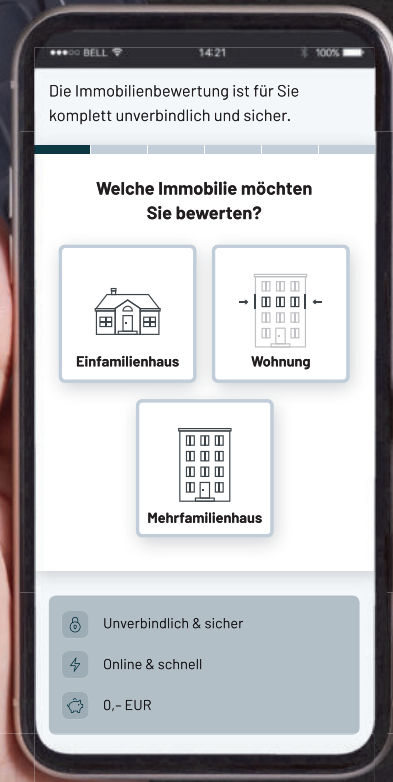 BELL 14:21 100%
Die Immobilienbewertung ist für Sie
komplett unverbindlich und sicher.
Welche Immobilie möchten
Sie bewerten?
Einfamilienhaus Wohnung
Mehrfamilienhaus
Unverbindlich & sicher
Online & schnell
0,- EUR